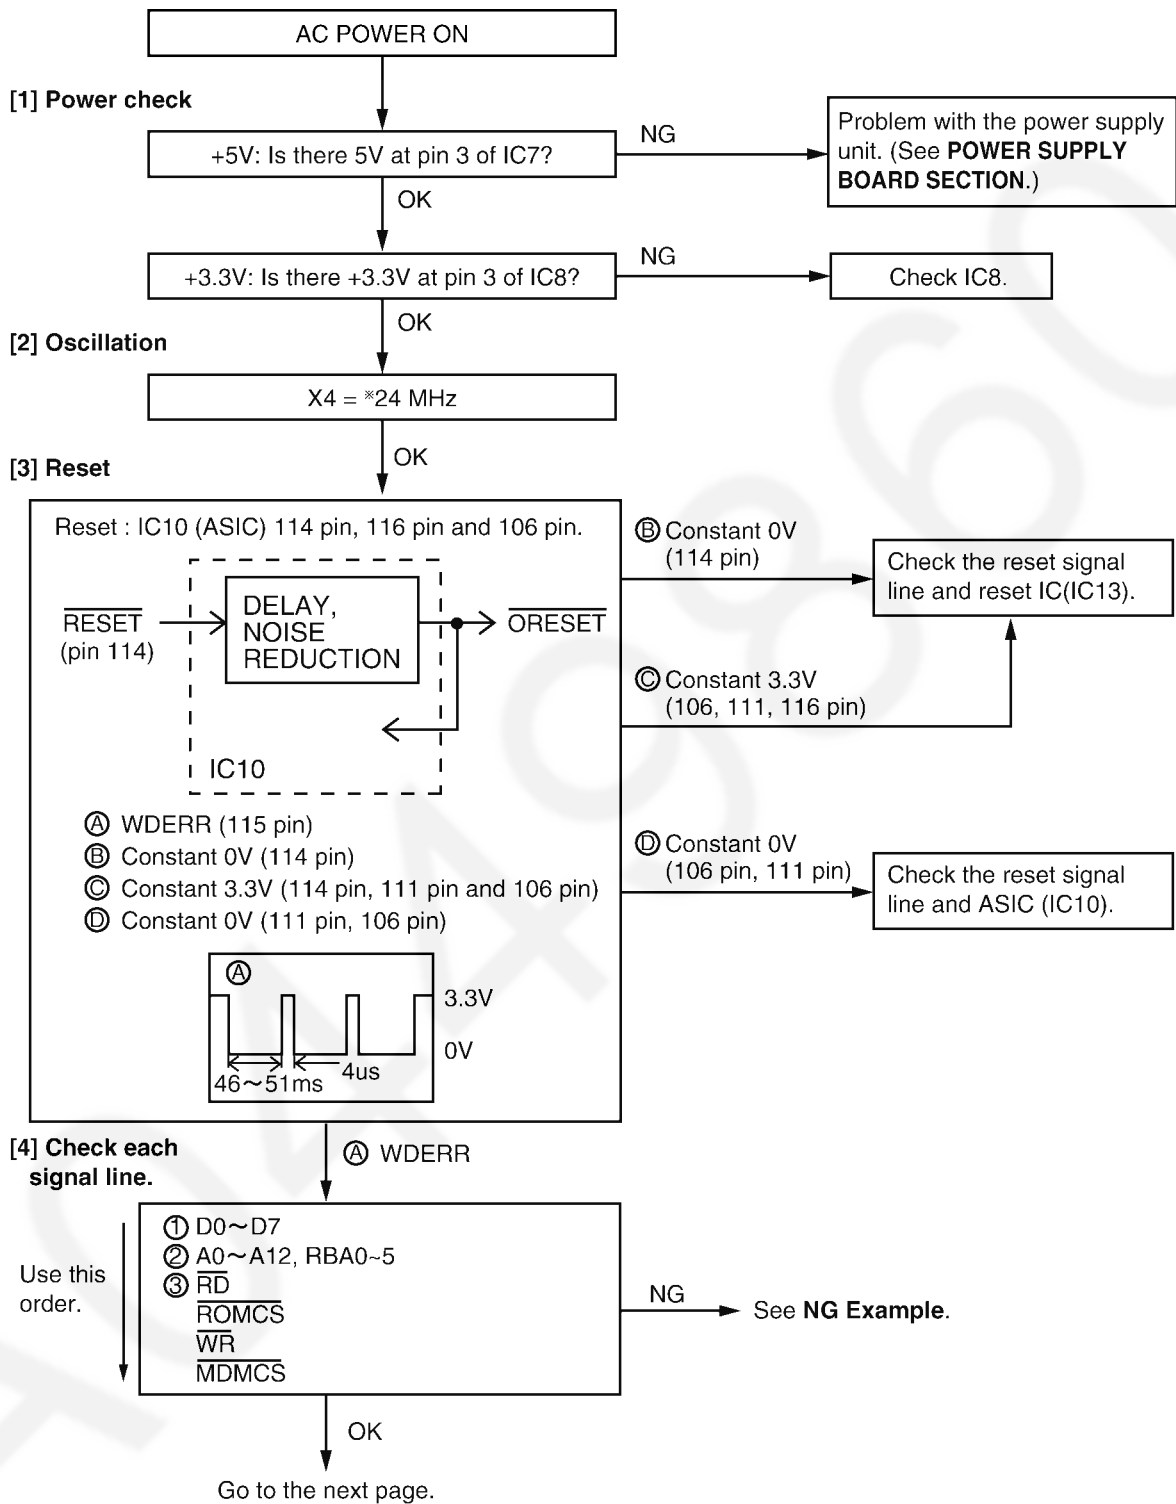 AC POWER ON
[1] Power check
+5V: Is there 5V at pin 3 of IC7?
NG
Problem with the power supply
unit. (See POWER SUPPLY
BOARD SECTION.)
OK
+3.3V: Is there +3.3V at pin 3 of IC8?
NG
Check IC8.
OK
[2] Oscillation
X4 = *24 MHz
OK
[3] Reset
Reset : IC10 (ASIC) 114 pin, 116 pin and 106 pin.
RESET
(pin 114)
DELAY,
NOISE
REDUCTION
ORESET
IC10
Ⓐ WDERR (115 pin)
Ⓑ Constant 0V (114 pin)
Ⓒ Constant 3.3V (114 pin, 111 pin and 106 pin)
Ⓓ Constant 0V (111 pin, 106 pin)
Ⓐ
3.3V
0V
46～51ms
4us
Ⓑ Constant 0V
(114 pin)
Check the reset signal
line and reset IC(IC13).
Ⓒ Constant 3.3V
(106, 111, 116 pin)
Ⓓ Constant 0V
(106 pin, 111 pin)
Check the reset signal
line and ASIC (IC10).
[4] Check each
signal line.
Ⓐ WDERR
Use this
order.
① D0～D7
② A0～A12, RBA0~5
③ RD
ROMCS
WR
MDMCS
NG
See NG Example.
OK
Go to the next page.
A0449860